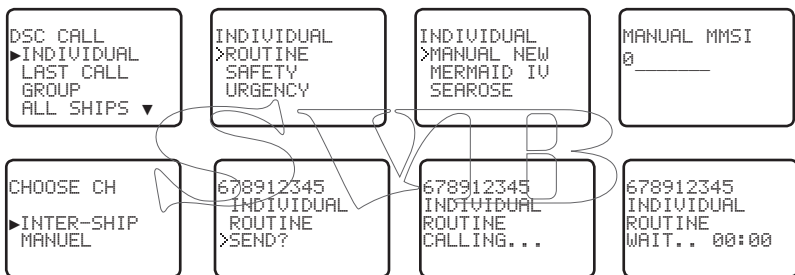 DSC CALL
►INDIVIDUAL
LAST CALL
GROUP
ALL SHIPS ▼
INDIVIDUAL
>ROUTINE
SAFETY
URGENCY
INDIVIDUAL
>MANUAL NEW
MERMAID IV
SEAROSE
MANUAL MMSI
0_______
CHOOSE CH
►INTER-SHIP
MANUEL
678912345
INDIVIDUAL
ROUTINE
>SEND?
678912345
INDIVIDUAL
ROUTINE
CALLING...
678912345
INDIVIDUAL
ROUTINE
WAIT.. 00:00
SVB